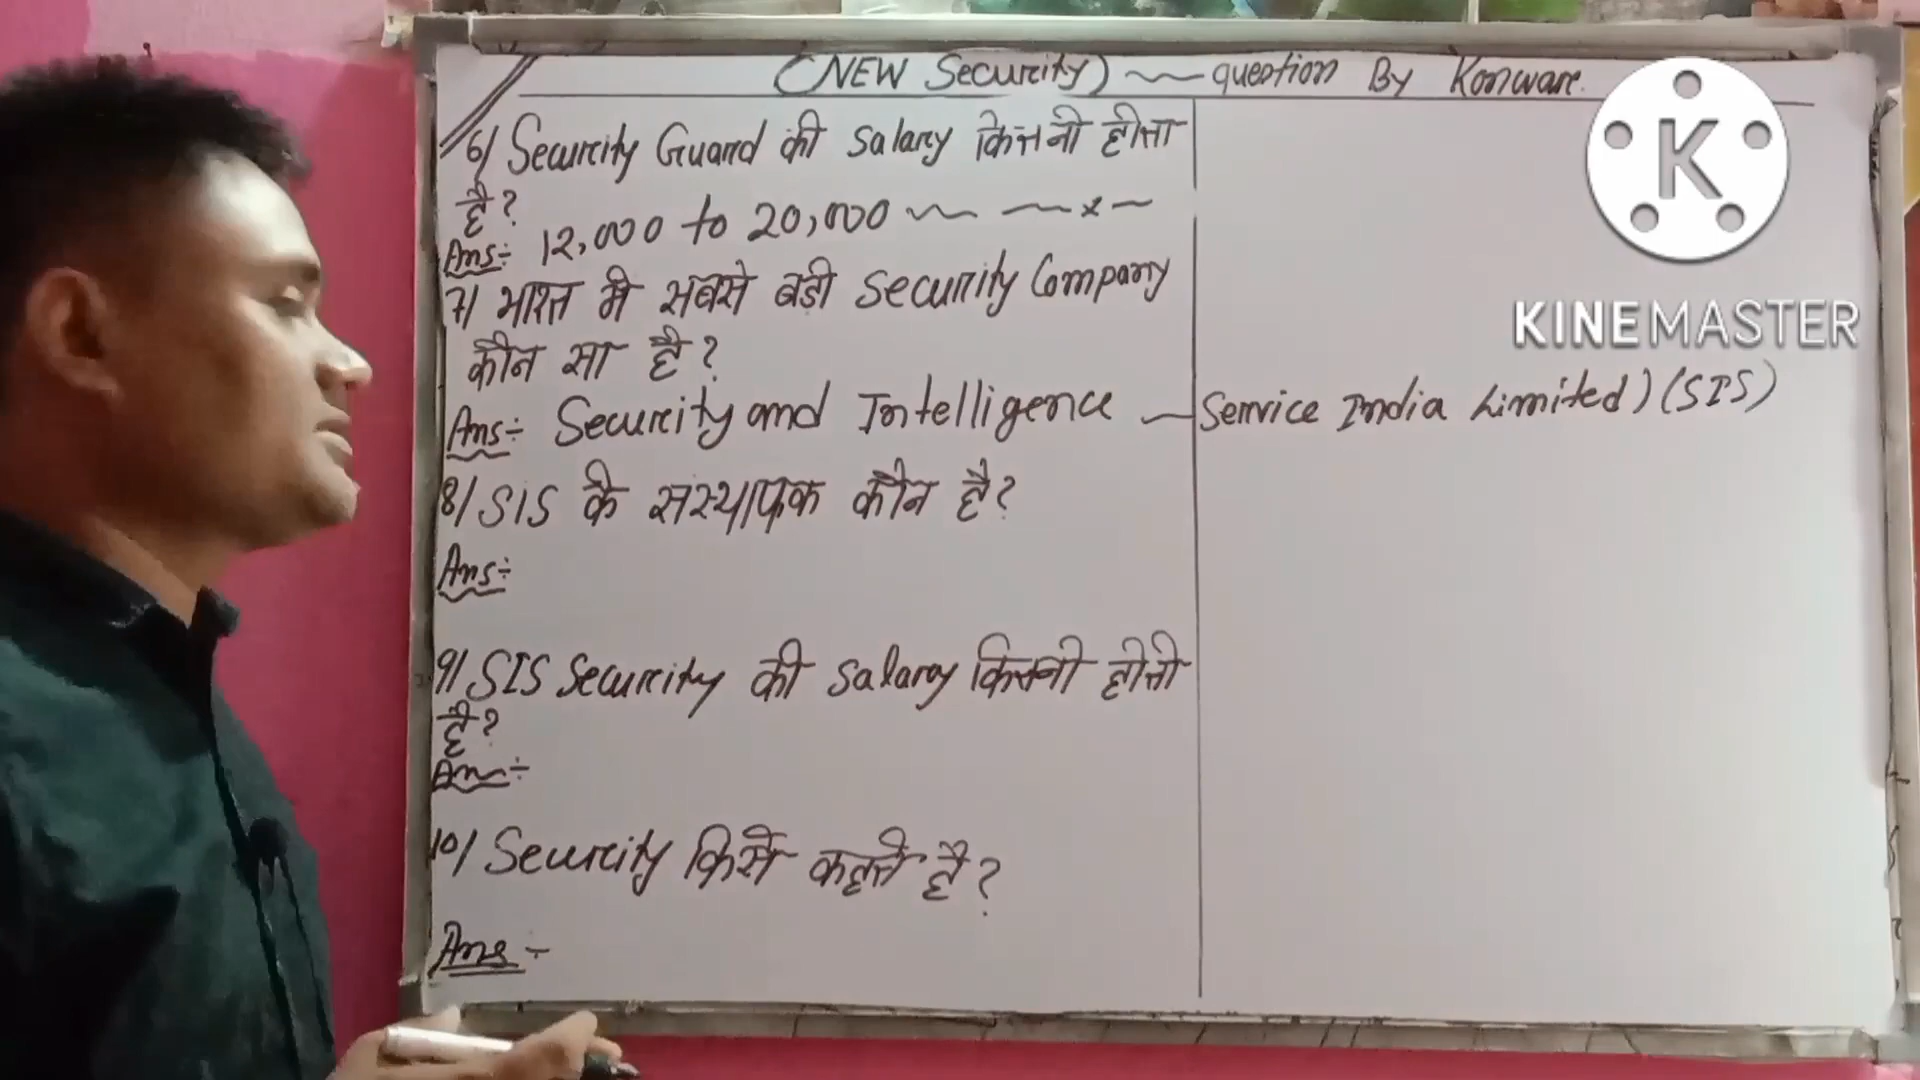 (NEW Security) question By Konware.
6/ Security Guard की Salary कितनी होता
है?
Ans÷ 12,000 to 20,000
7/ भारत मे सबसे बडी Security Company
कौन सा है?
Ans÷ Security and Intelligence Service India Limited) (SIS)
8/ SIS के संस्थापक कौन है?
Ans÷
9/ SIS Security की Salary कितनी होती
है?
Ans÷
10/ Security किसे कहते है?
Ans÷
K
KINEMASTER